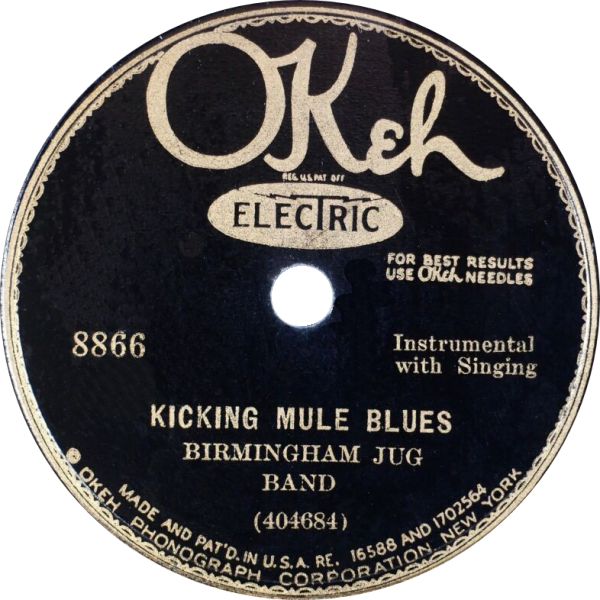 OKeh
REG. U.S. PAT. OFF.
ELECTRIC
FOR BEST RESULTS
USE OKeh NEEDLES
8866
Instrumental
with Singing
KICKING MULE BLUES
BIRMINGHAM JUG
BAND
(404684)
MADE AND PAT'D. IN U.S.A. RE. 16588 AND 1702564
© OKEH PHONOGRAPH CORPORATION, NEW YORK